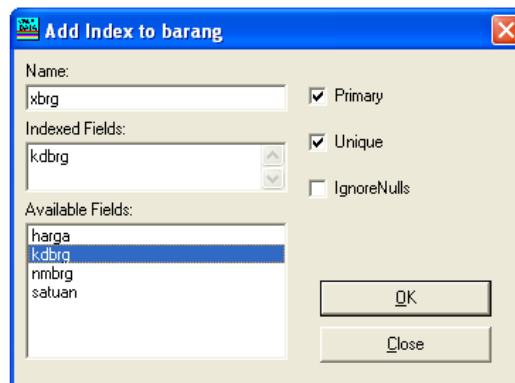 Add Index to barang
Name:
xbrg
Primary
Indexed Fields:
Unique
kdbrg
IgnoreNulls
Available Fields:
harga
kdbrg
nmbrg
satuan
OK
Close